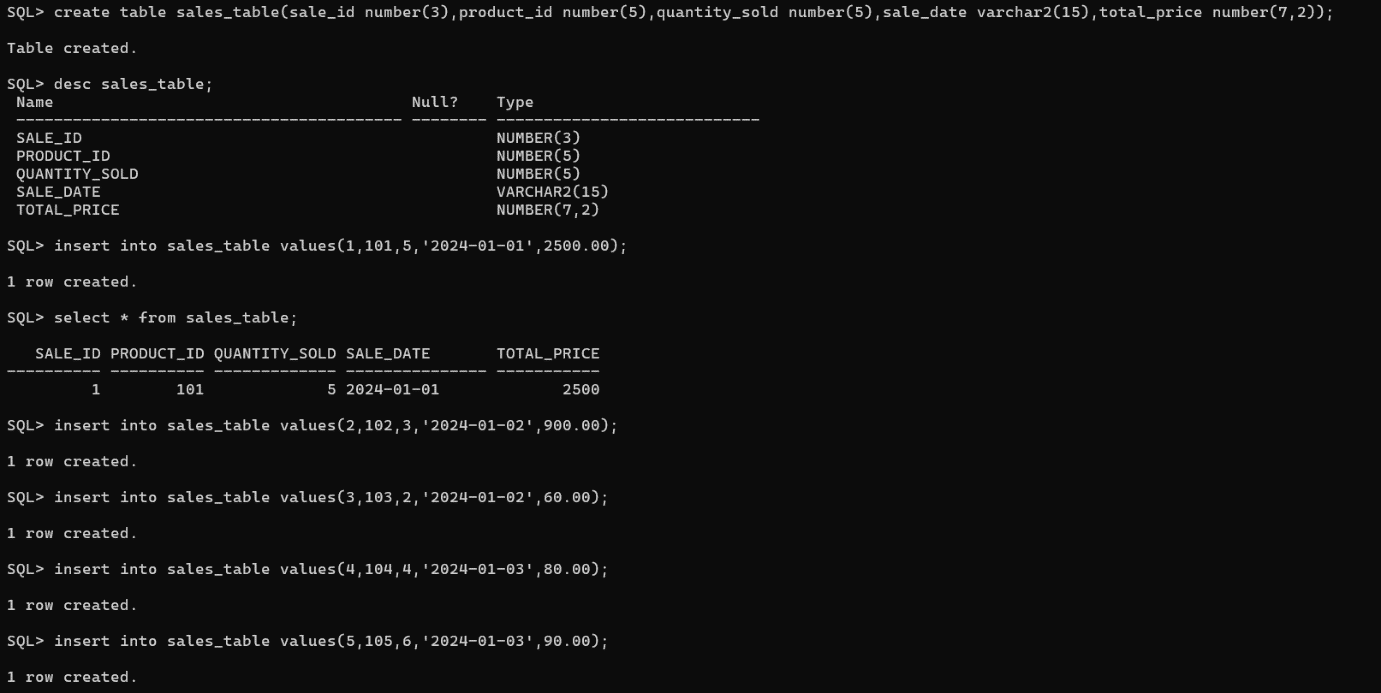 SQL> create table sales_table(sale_id number(3),product_id number(5),quantity_sold number(5),sale_date varchar2(15),total_price number(7,2));
Table created.
SQL> desc sales_table;
 Name                                      Null?    Type
 ----------------------------------------- -------- ----------------------------
 SALE_ID                                            NUMBER(3)
 PRODUCT_ID                                         NUMBER(5)
 QUANTITY_SOLD                                      NUMBER(5)
 SALE_DATE                                          VARCHAR2(15)
 TOTAL_PRICE                                        NUMBER(7,2)
SQL> insert into sales_table values(1,101,5,'2024-01-01',2500.00);
1 row created.
SQL> select * from sales_table;
   SALE_ID PRODUCT_ID QUANTITY_SOLD SALE_DATE       TOTAL_PRICE
---------- ---------- ------------- --------------- -----------
         1        101             5 2024-01-01             2500
SQL> insert into sales_table values(2,102,3,'2024-01-02',900.00);
1 row created.
SQL> insert into sales_table values(3,103,2,'2024-01-02',60.00);
1 row created.
SQL> insert into sales_table values(4,104,4,'2024-01-03',80.00);
1 row created.
SQL> insert into sales_table values(5,105,6,'2024-01-03',90.00);
1 row created.